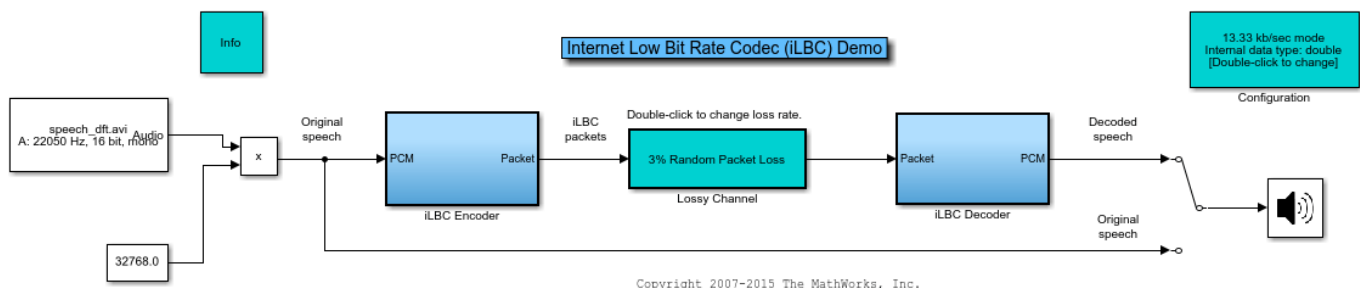 Info
Internet Low Bit Rate Codec (iLBC) Demo
13.33 kb/sec mode
Internal data type: double
[Double-click to change]
Configuration
speech_dft.avi
Audio
A: 22050 Hz, 16 bit, mono
x
Original
speech
PCM
Packet
iLBC Encoder
iLBC
packets
Double-click to change loss rate.
3% Random Packet Loss
Lossy Channel
Packet
PCM
iLBC Decoder
Decoded
speech
Original
speech
32768.0
Copyright 2007-2015 The MathWorks, Inc.